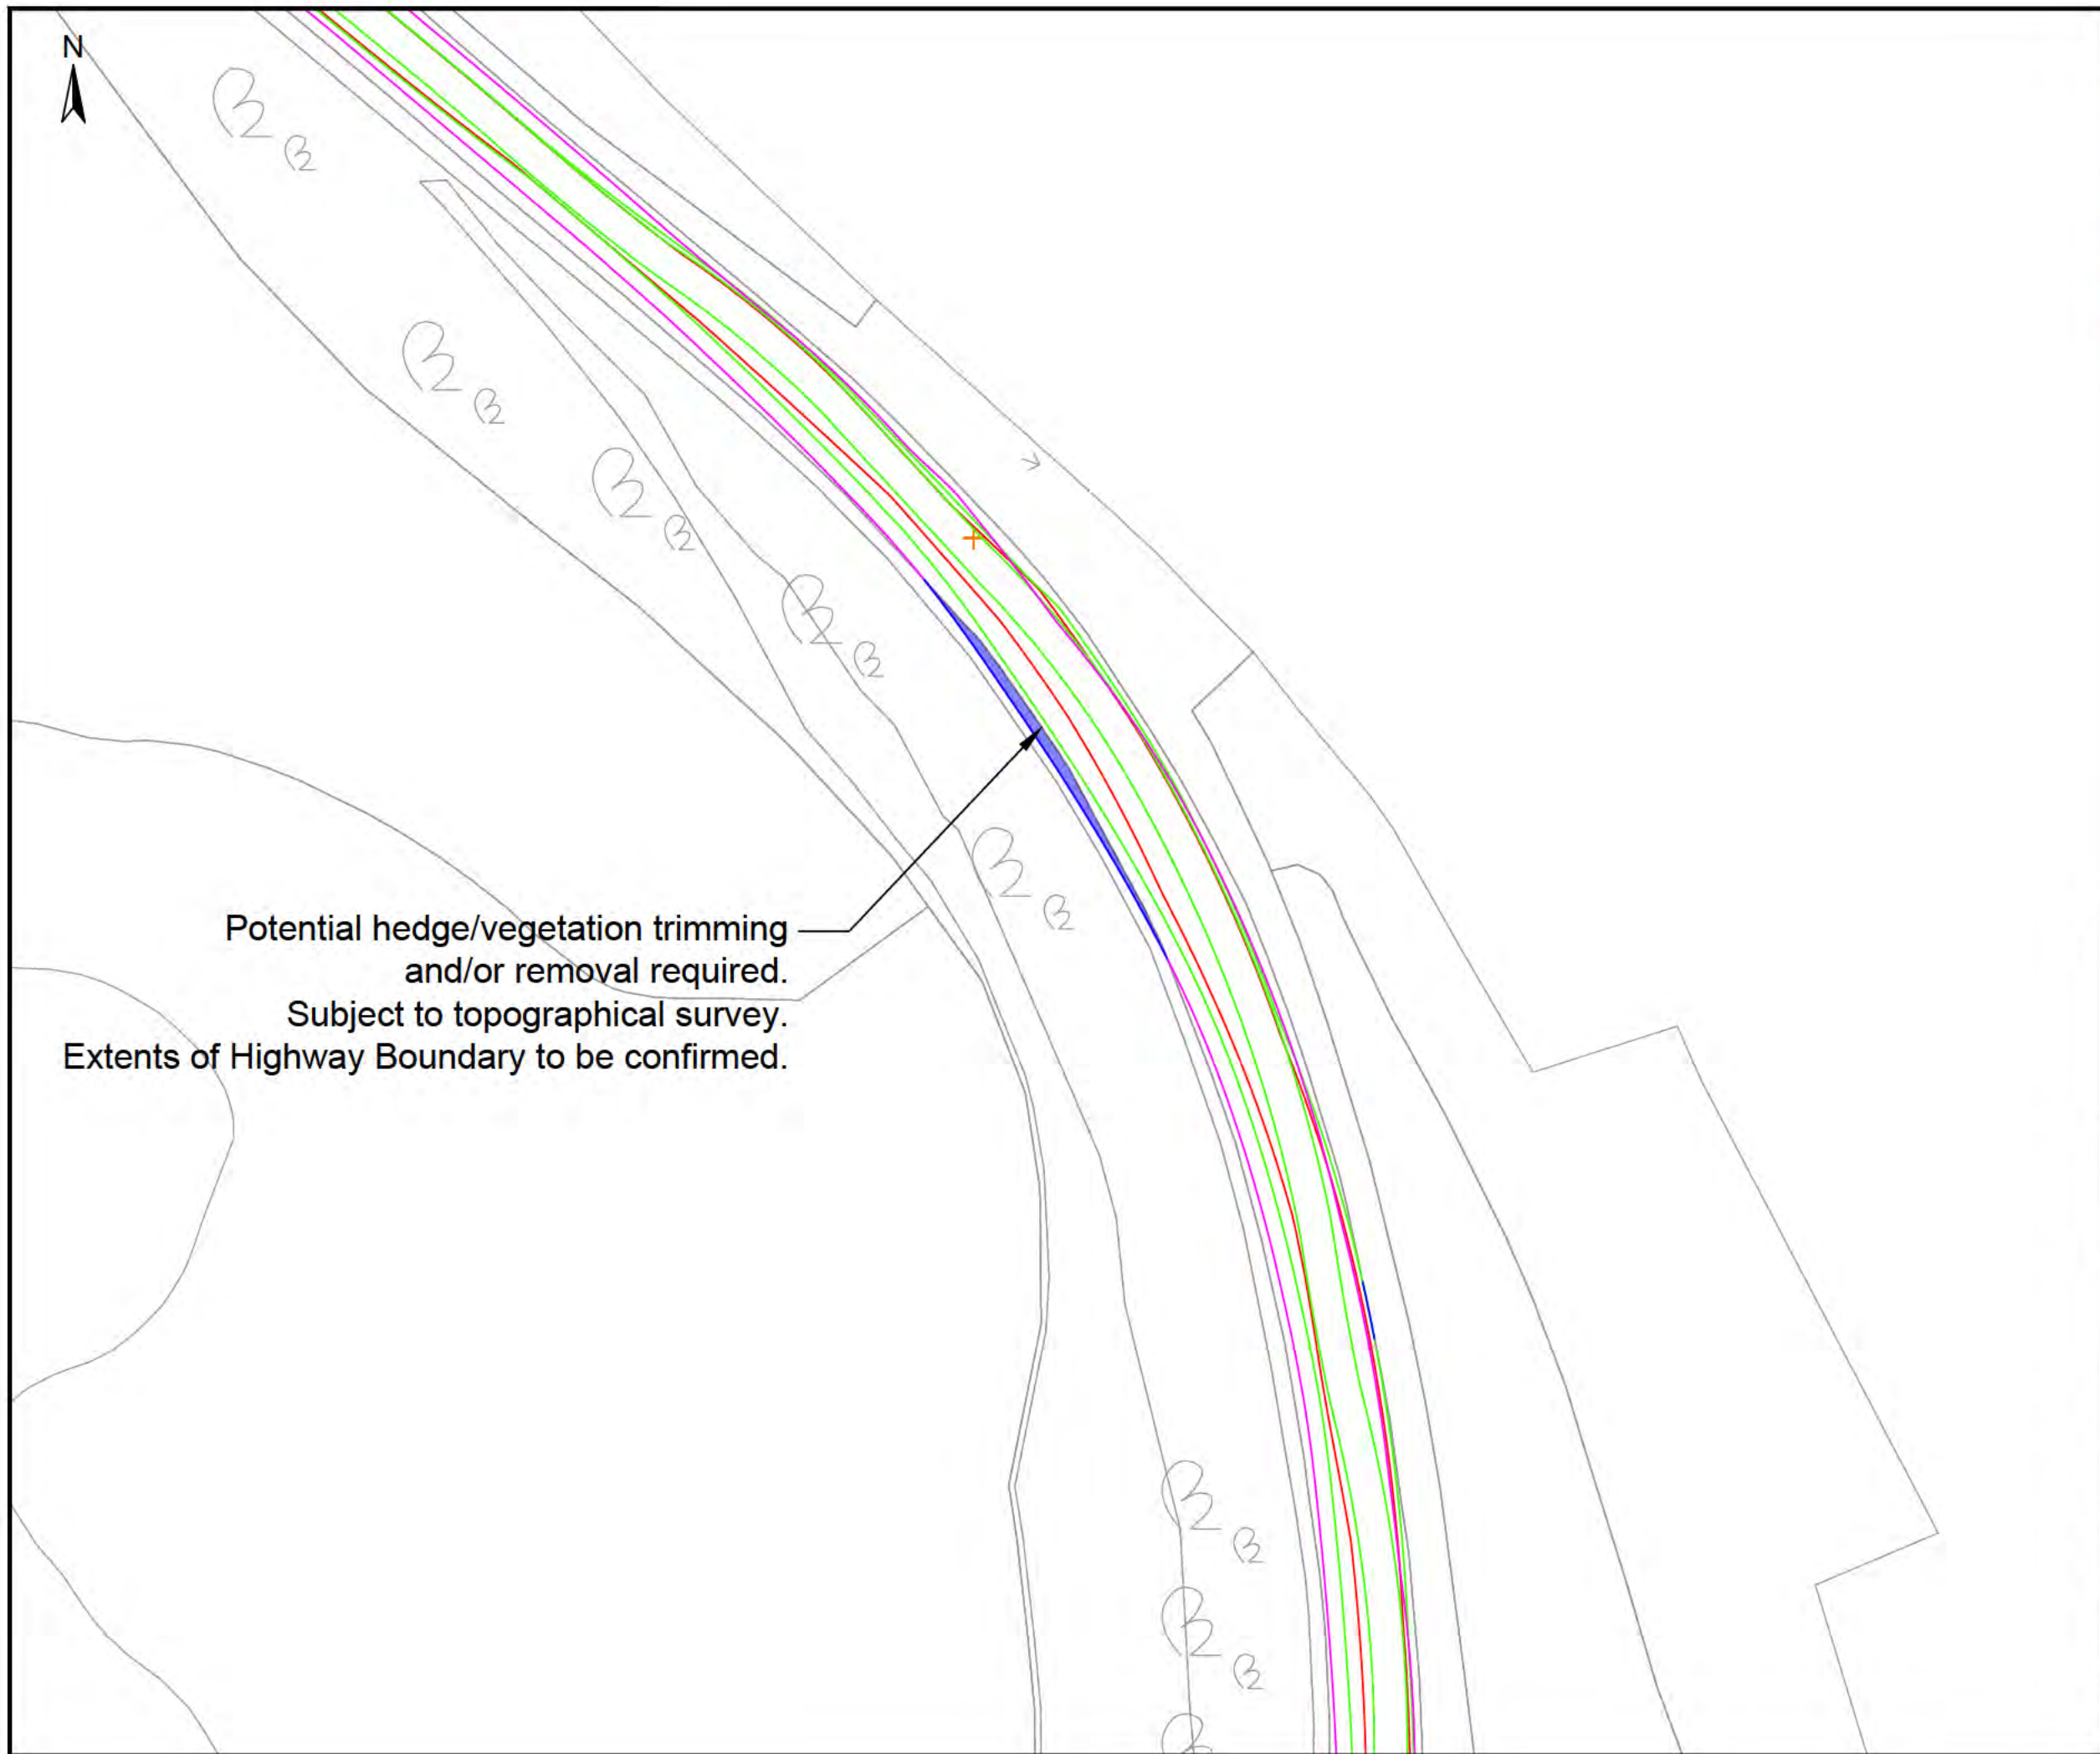 N
Potential hedge/vegetation trimming
and/or removal required.
Subject to topographical survey.
Extents of Highway Boundary to be confirmed.